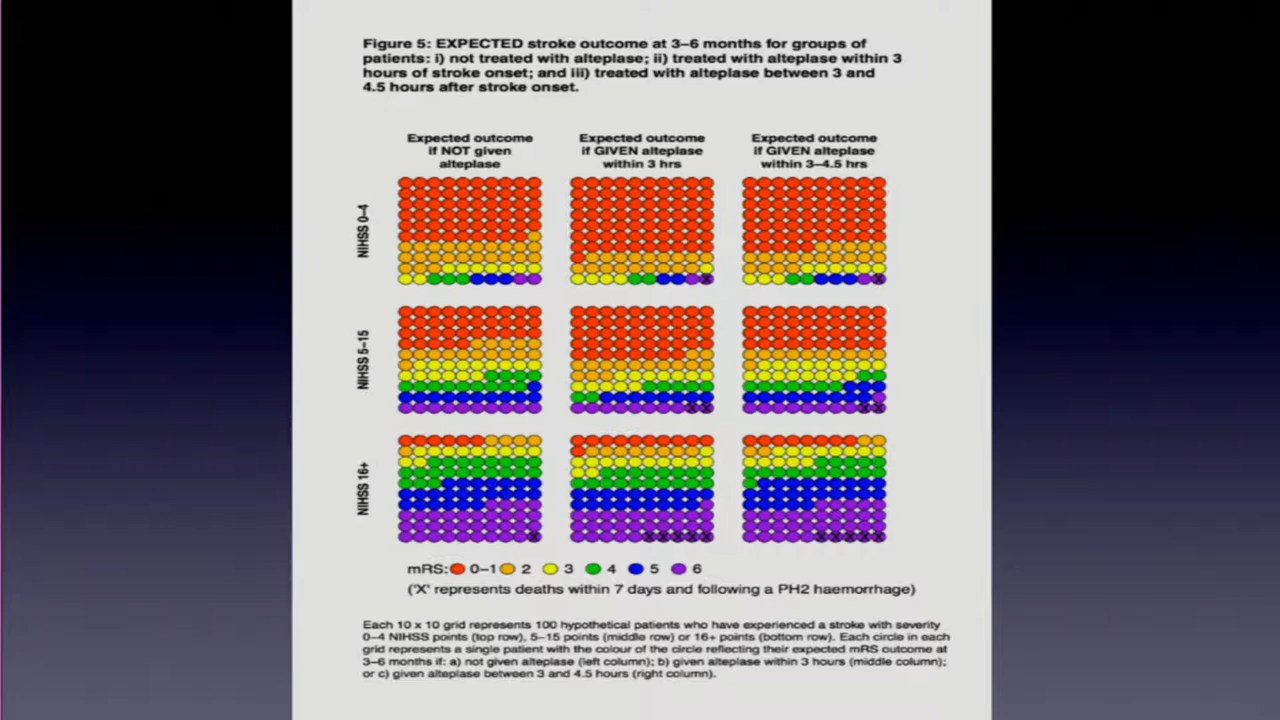 Figure 5: EXPECTED stroke outcome at 3–6 months for groups of
patients: i) not treated with alteplase; ii) treated with alteplase within 3
hours of stroke onset; and iii) treated with alteplase between 3 and
4.5 hours after stroke onset.
Expected outcome
if NOT given
alteplase
Expected outcome
if GIVEN alteplase
within 3 hrs
Expected outcome
if GIVEN alteplase
within 3–4.5 hrs
NIHSS 0–4
NIHSS 5–15
NIHSS 16+
mRS: 0–1 2 3 4 5 6
('X' represents deaths within 7 days and following a PH2 haemorrhage)
Each 10 x 10 grid represents 100 hypothetical patients who have experienced a stroke with severity
0–4 NIHSS points (top row), 5–15 points (middle row) or 16+ points (bottom row). Each circle in each
grid represents a single patient with the colour of the circle reflecting their expected mRS outcome at
3–6 months if: a) not given alteplase (left column); b) given alteplase within 3 hours (middle column);
or c) given alteplase between 3 and 4.5 hours (right column).